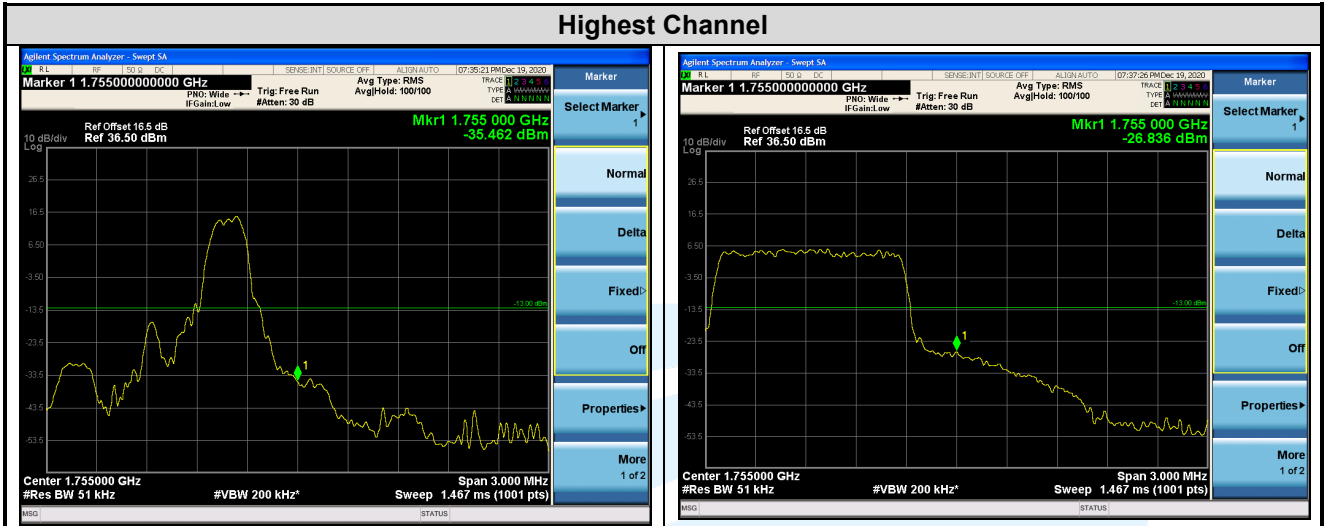 Highest Channel
Agilent Spectrum Analyzer - Swept SA
RL RF 50 Ω DC SENSE:INT SOURCE OFF ALIGN AUTO 07:35:21 PM Dec 19, 2020
Marker 1 1.755000000000 GHz
PNO: Wide Trig: Free Run
IFGain:Low #Atten: 30 dB
Avg Type: RMS
Avg|Hold: 100/100
TRACE 1 2 3 4 5 6
TYPE A WWWWW
DET A N N N N N
Ref Offset 16.5 dB
Ref 36.50 dBm
10 dB/div
Log
Mkr1 1.755 000 GHz
-35.462 dBm
26.5
16.5
6.50
-3.50
-13.5
-23.5
-33.5
-43.5
-53.5
-13.00 dBm
1
Center 1.755000 GHz Span 3.000 MHz
#Res BW 51 kHz #VBW 200 kHz* Sweep 1.467 ms (1001 pts)
MSG STATUS
Marker
Select Marker
1
Normal
Delta
Fixed
Off
Properties
More
1 of 2
Agilent Spectrum Analyzer - Swept SA
RL RF 50 Ω DC SENSE:INT SOURCE OFF ALIGN AUTO 07:37:26 PM Dec 19, 2020
Marker 1 1.755000000000 GHz
PNO: Wide Trig: Free Run
IFGain:Low #Atten: 30 dB
Avg Type: RMS
Avg|Hold: 100/100
TRACE 1 2 3 4 5 6
TYPE A WWWWW
DET A N N N N N
Ref Offset 16.5 dB
Ref 36.50 dBm
10 dB/div
Log
Mkr1 1.755 000 GHz
-26.836 dBm
26.5
16.5
6.50
-3.50
-13.5
-23.5
-33.5
-43.5
-53.5
-13.00 dBm
1
Center 1.755000 GHz Span 3.000 MHz
#Res BW 51 kHz #VBW 200 kHz* Sweep 1.467 ms (1001 pts)
MSG STATUS
Marker
Select Marker
1
Normal
Delta
Fixed
Off
Properties
More
1 of 2